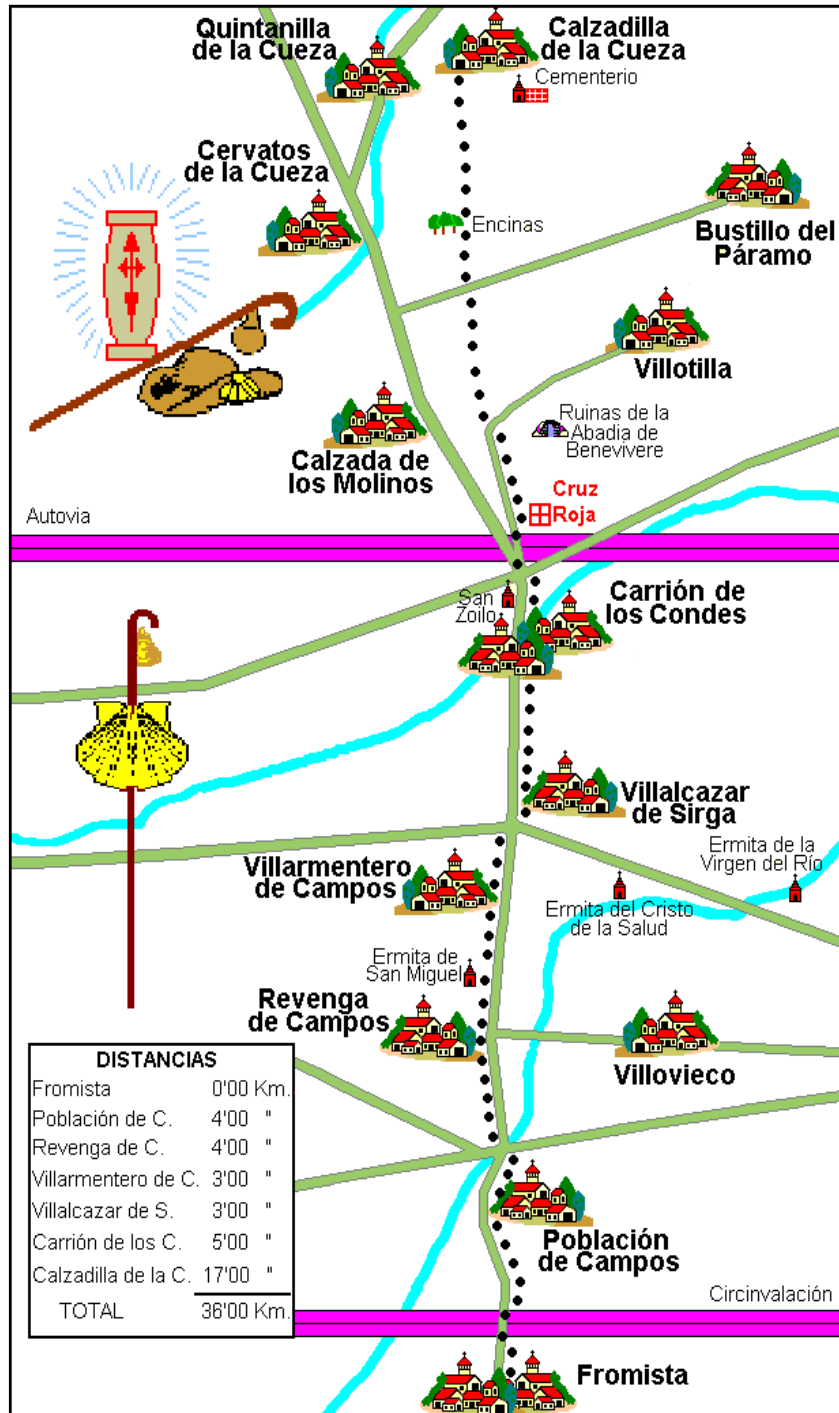 Quintanilla
de la Cueza
Calzadilla
de la Cueza
Cementerio
Cervatos
de la Cueza
Encinas
Bustillo del
Páramo
Villotilla
Ruinas de la
Abadia de
Benevivere
Calzada de
los Molinos
Cruz
Roja
Autovia
San
Zoilo
Carrión de
los Condes
Villalcazar
de Sirga
Ermita de la
Virgen del Río
Villarmentero
de Campos
Ermita del Cristo
de la Salud
Ermita de
San Miguel
Revenga
de Campos
Villovieco
DISTANCIAS
Fromista 0'00 Km.
Población de C. 4'00 "
Revenga de C. 4'00 "
Villarmentero de C. 3'00 "
Villalcazar de S. 3'00 "
Carrión de los C. 5'00 "
Calzadilla de la C. 17'00 "
TOTAL 36'00 Km.
Población
de Campos
Circinvalación
Fromista